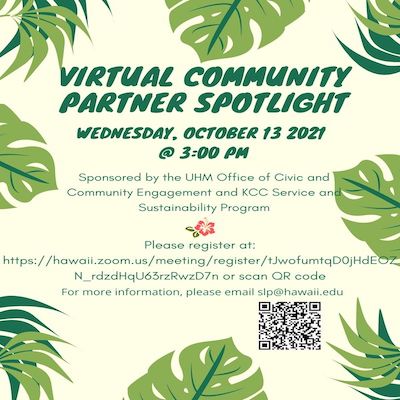 VIRTUAL COMMUNITY
PARTNER SPOTLIGHT
WEDNESDAY, OCTOBER 13 2021
@ 3:00 PM
Sponsored by the UHM Office of Civic and
Community Engagement and KCC Service and
Sustainability Program
Please register at:
https://hawaii.zoom.us/meeting/register/tJwofumtqD0jHdEOZ
N_rdzdHqU63rzRwzD7n or scan QR code
For more information, please email slp@hawaii.edu